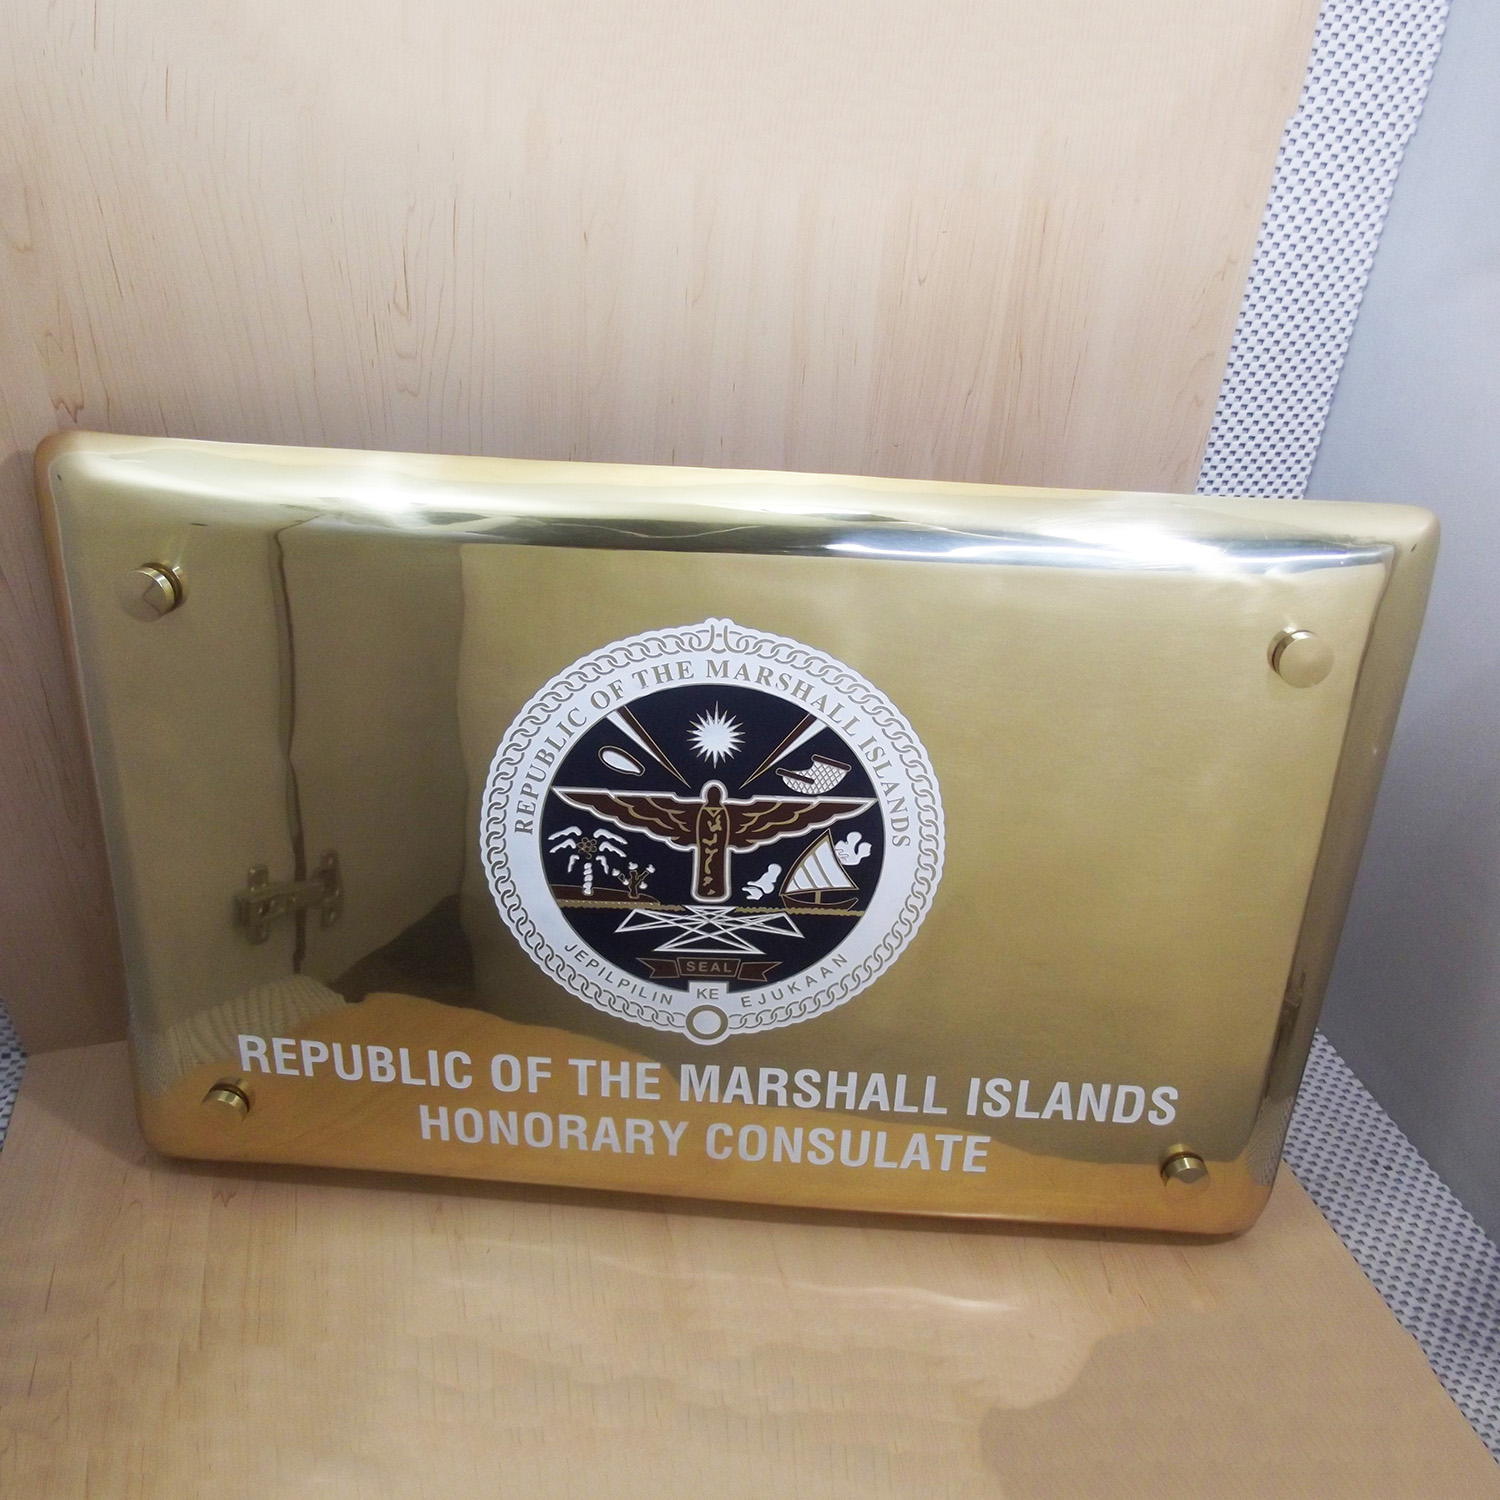 REPUBLIC OF THE MARSHALL ISLANDS
SEAL
JEPILPILIN KE EJUKAAN
REPUBLIC OF THE MARSHALL ISLANDS
HONORARY CONSULATE